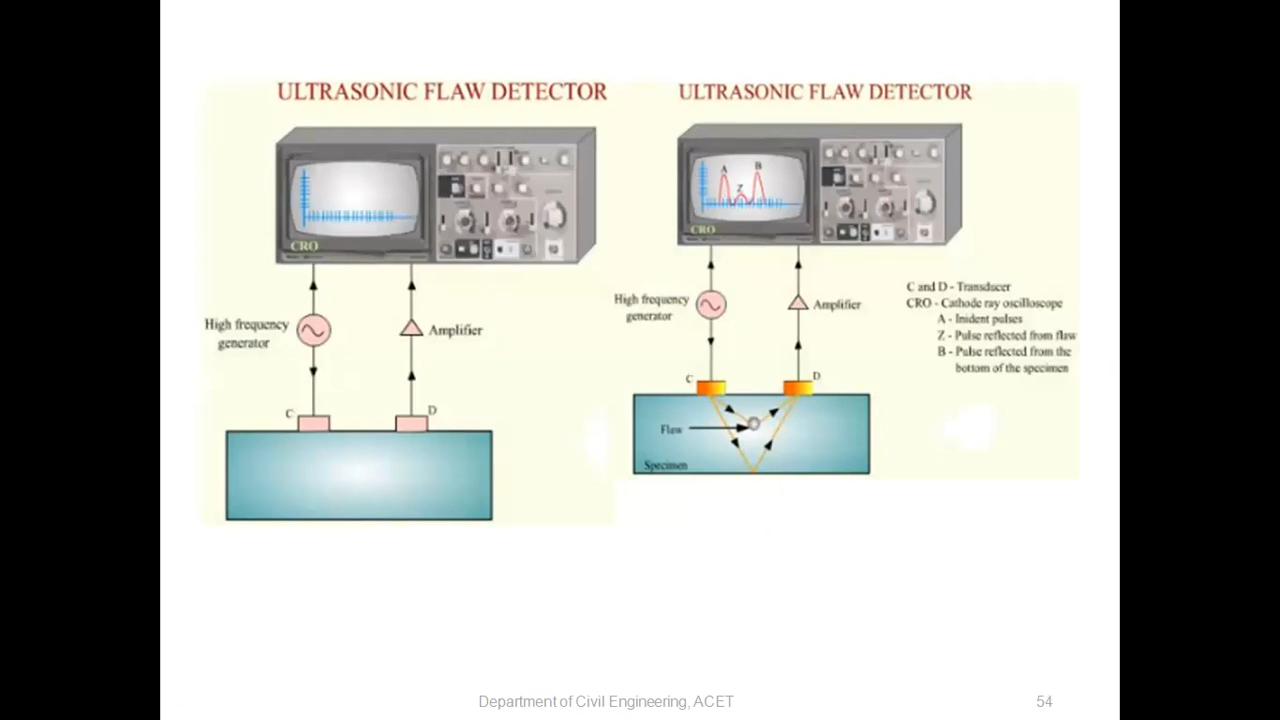 ULTRASONIC FLAW DETECTOR
CRO
High frequency
generator
Amplifier
C
D
ULTRASONIC FLAW DETECTOR
A
Z
B
CRO
High frequency
generator
Amplifier
C
D
Flaw
Specimen
C and D - Transducer
CRO - Cathode ray oscilloscope
A - Inident pulses
Z - Pulse reflected from flaw
B - Pulse reflected from the
bottom of the specimen
Department of Civil Engineering, ACET
54